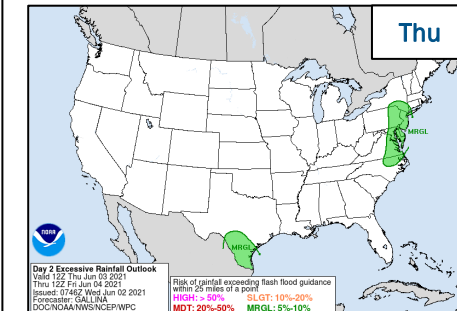 Thu
MRGL
MRGL
NOAA
Day 2 Excessive Rainfall Outlook
Valid 12Z Thu Jun 03 2021
Thru 12Z Fri Jun 04 2021
Issued: 0746Z Wed Jun 02 2021
Forecaster: GALLINA
DOC/NOAA/NWS/NCEP/WPC
Risk of rainfall exceeding flash flood guidance
within 25 miles of a point
HIGH: > 50% SLGT: 10%-20%
MDT: 20%-50% MRGL: 5%-10%